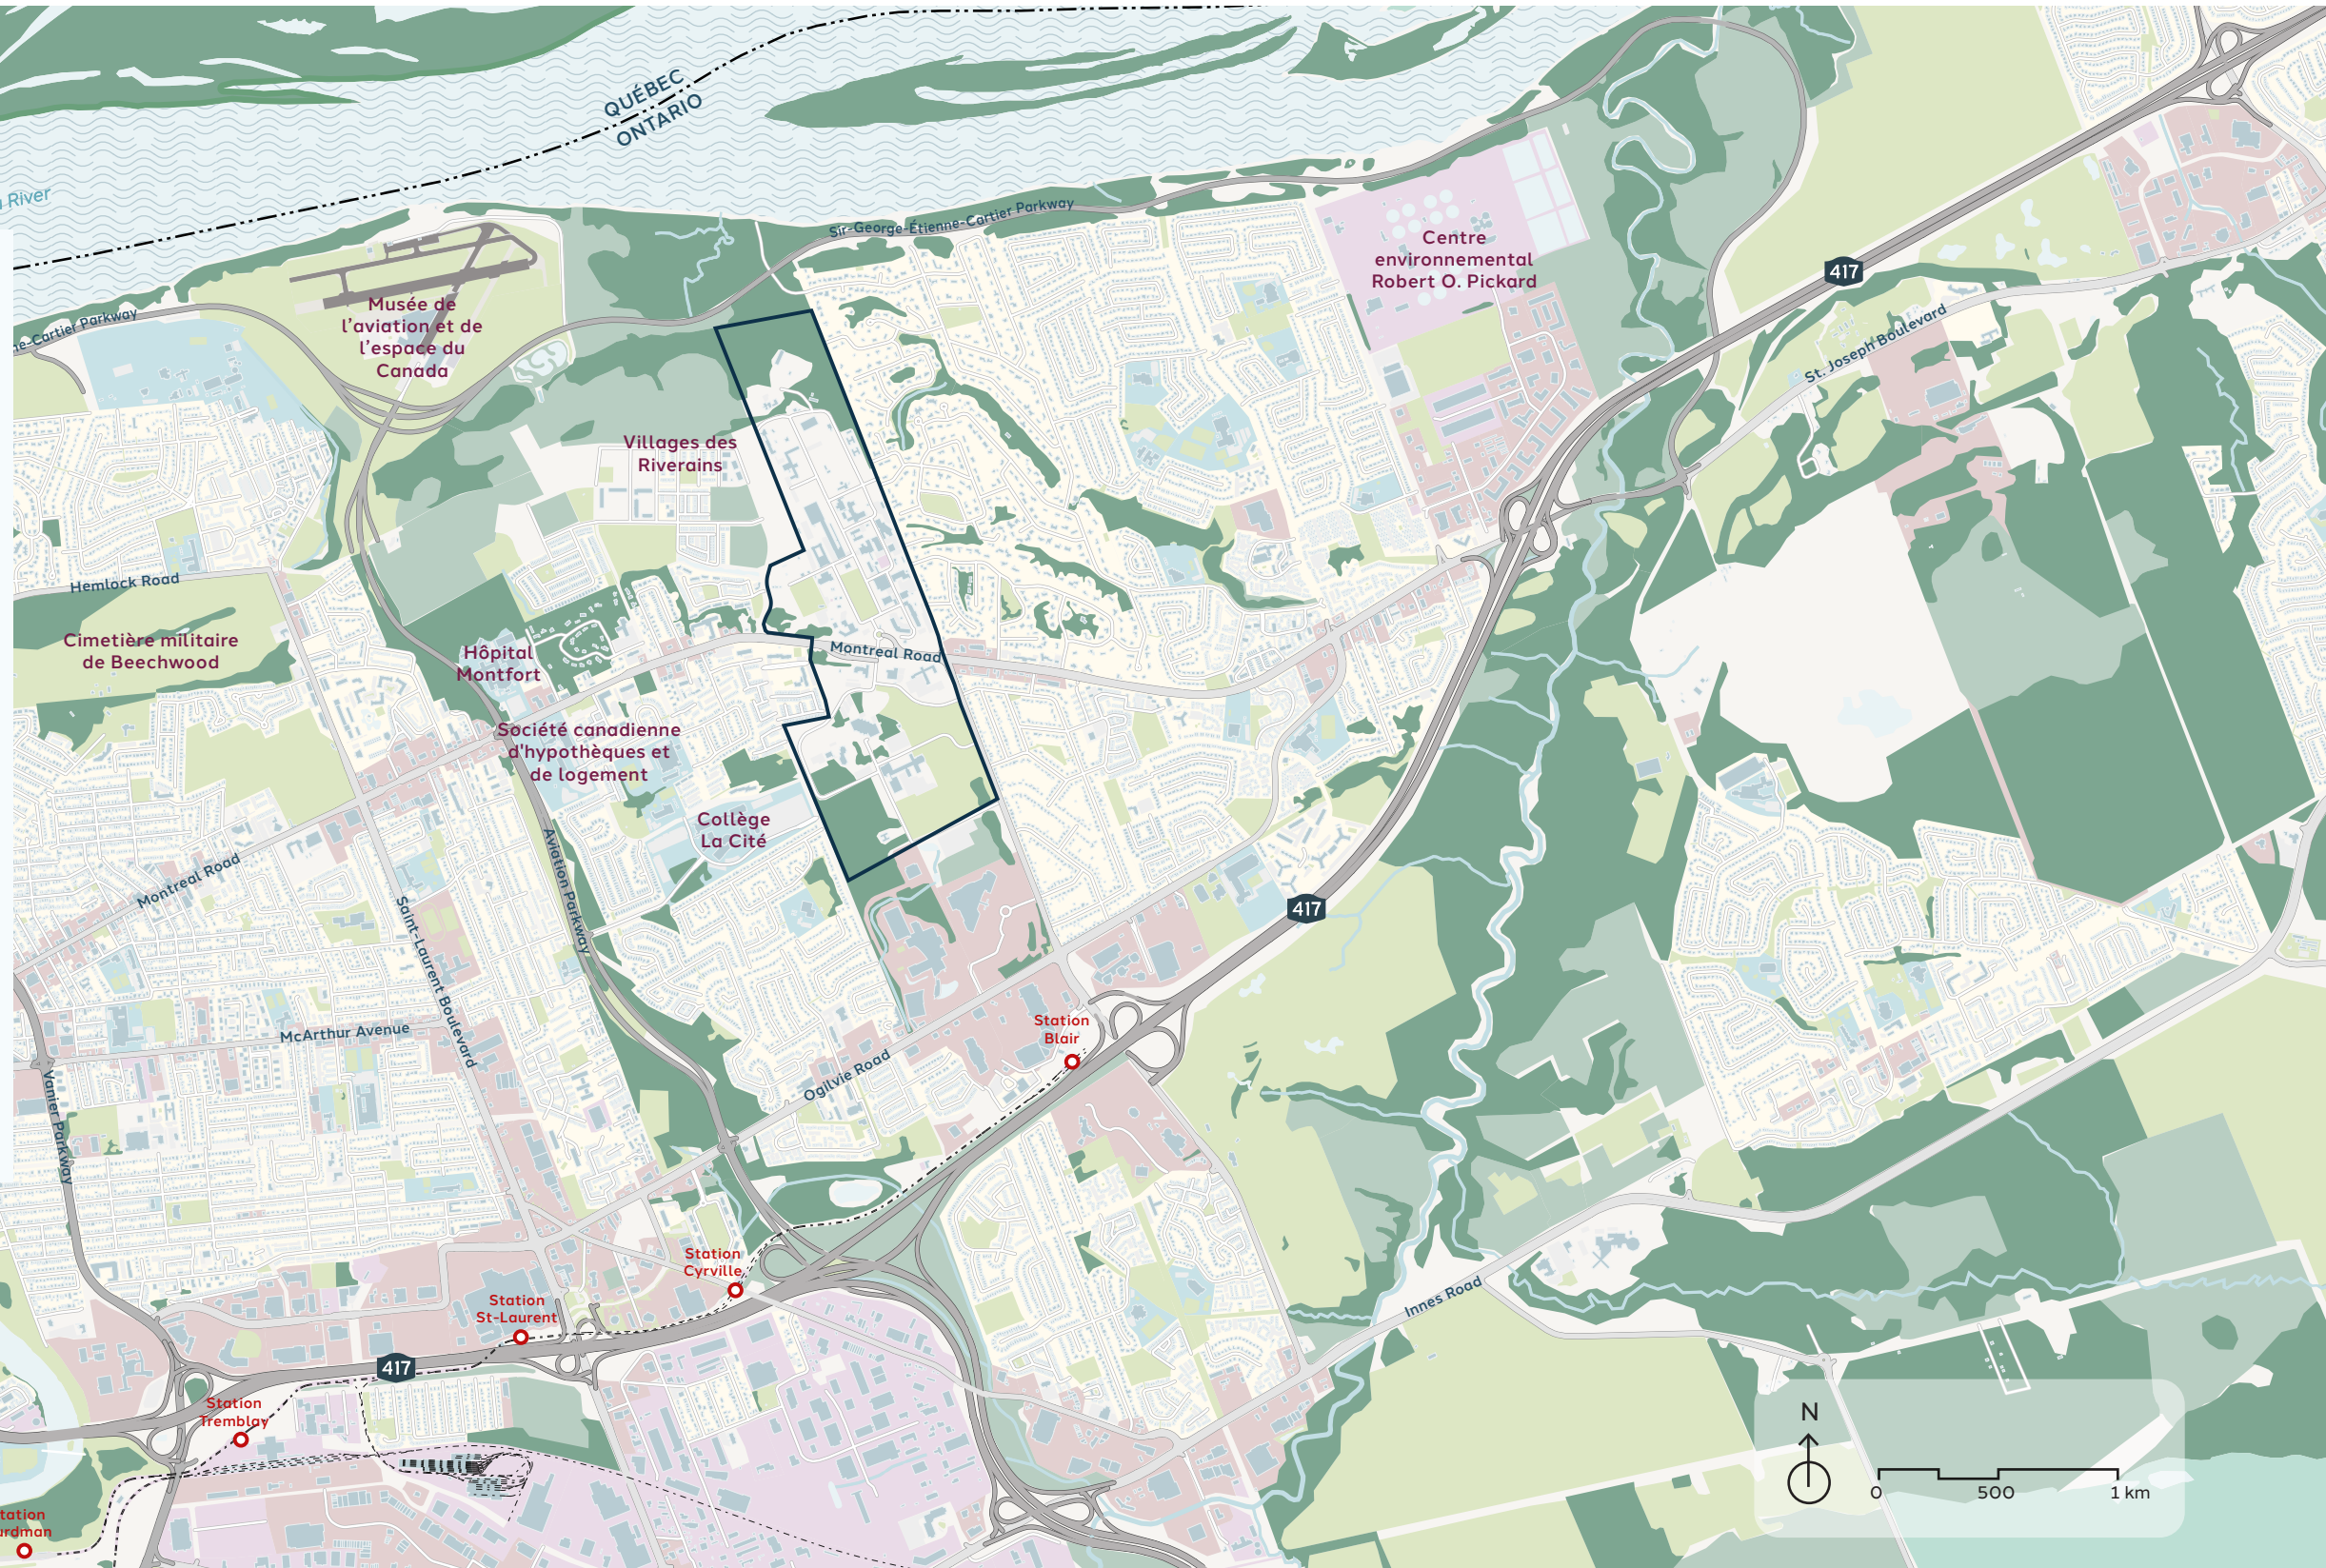 QUÉBEC
ONTARIO
River
Sir-George-Étienne-Cartier Parkway
Centre
environnemental
Robert O. Pickard
417
Musée de
l'aviation et de
l'espace du
Canada
Cartier Parkway
St. Joseph Boulevard
Villages des
Riverains
Hemlock Road
Cimetière militaire
de Beechwood
Hôpital
Montfort
Montreal Road
Société canadienne
d'hypothèques et
de logement
Collège
La Cité
Aviation Parkway
Montreal Road
Saint-Laurent Boulevard
417
McArthur Avenue
Station
Blair
Ogilvie Road
Vanier Parkway
Station
Cyrville
Station
St-Laurent
Innes Road
417
Station
Tremblay
N
0 500 1 km